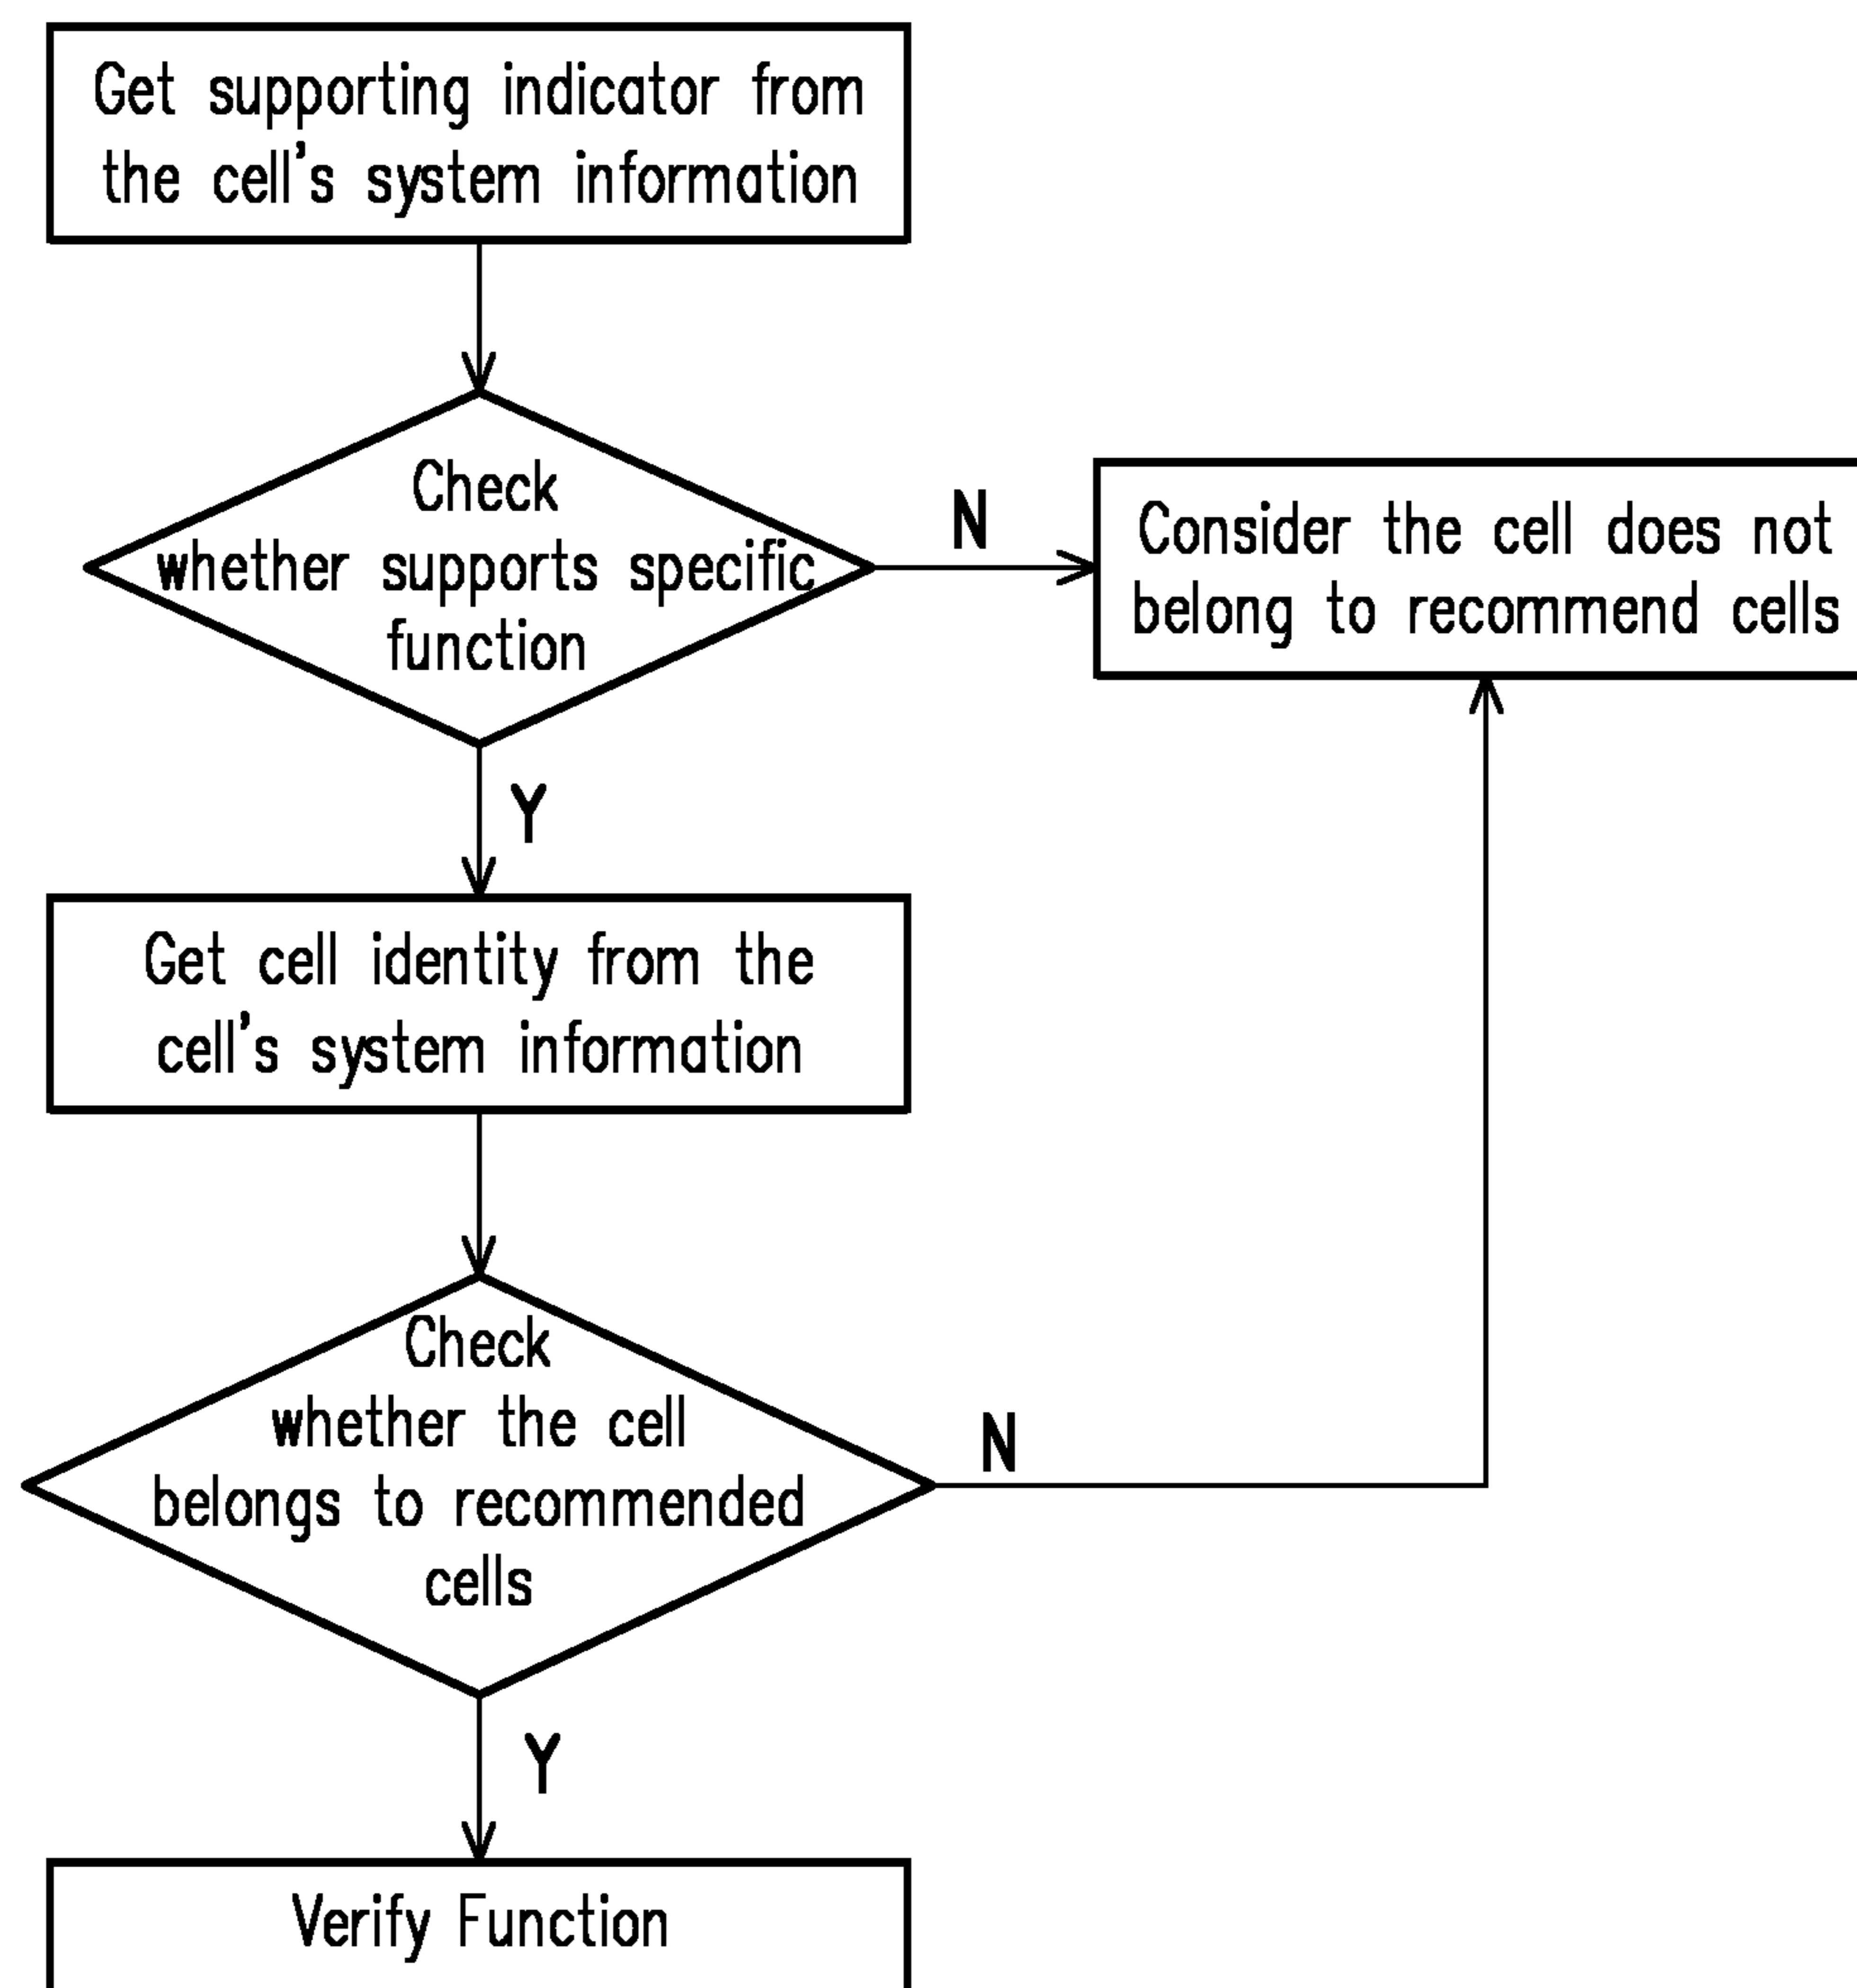 Get supporting indicator from
the cell's system information
Check
whether supports specific
function
N
Consider the cell does not
belong to recommend cells
Y
Get cell identity from the
cell's system information
Check
whether the cell
belongs to recommended
cells
N
Y
Verify Function